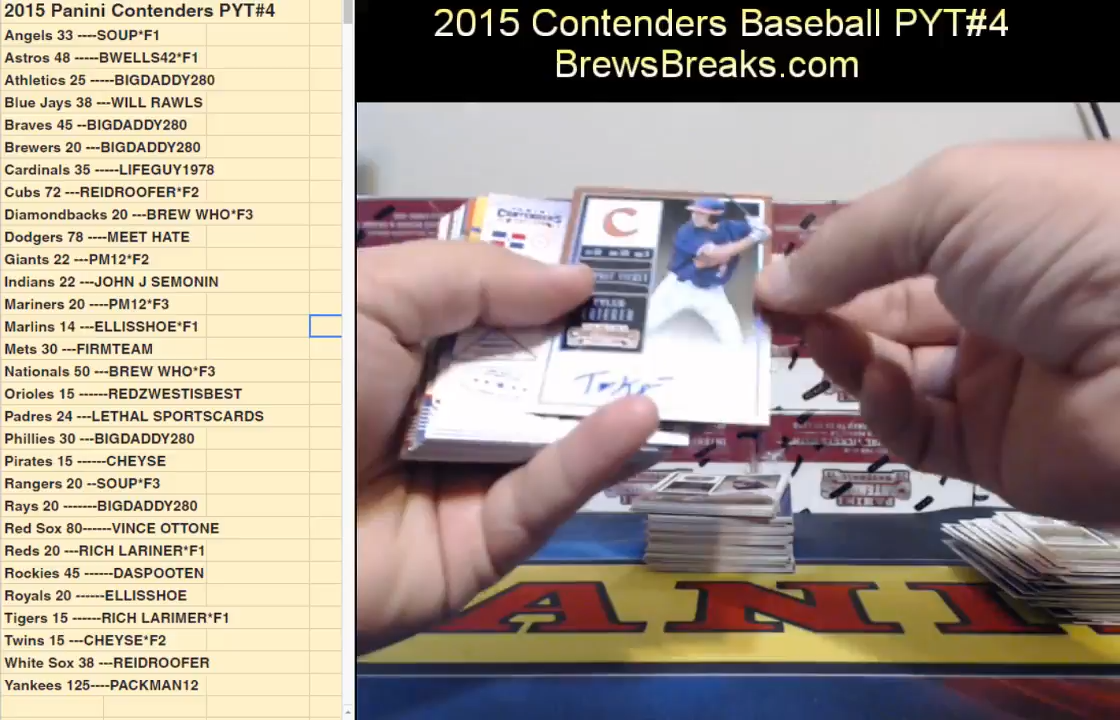 2015 Panini Contenders PYT#4
Angels 33 ----SOUP*F1
Astros 48 -----BWELLS42*F1
Athletics 25 -----BIGDADDY280
Blue Jays 38 ---WILL RAWLS
Braves 45 --BIGDADDY280
Brewers 20 ---BIGDADDY280
Cardinals 35 -----LIFEGUY1978
Cubs 72 ---REIDROOFER*F2
Diamondbacks 20 ---BREW WHO*F3
Dodgers 78 ----MEET HATE
Giants 22 ----PM12*F2
Indians 22 ----JOHN J SEMONIN
Mariners 20 ----PM12*F3
Marlins 14 ---ELLISSHOE*F1
Mets 30 ---FIRMTEAM
Nationals 50 ---BREW WHO*F3
Orioles 15 -----REDZWESTISBEST
Padres 24 ---LETHAL SPORTSCARDS
Phillies 30 ----BIGDADDY280
Pirates 15 ------CHEYSE
Rangers 20 ---SOUP*F3
Rays 20 -------BIGDADDY280
Red Sox 80------VINCE OTTONE
Reds 20 ---RICH LARINER*F1
Rockies 45 ------DASPOOTEN
Royals 20 ------ELLISSHOE
Tigers 15 ------RICH LARIMER*F1
Twins 15 ---CHEYSE*F2
White Sox 38 ---REIDROOFER
Yankees 125----PACKMAN12
2015 Contenders Baseball PYT#4
BrewsBreaks.com
CONTENDERS
C
TYLER
PANINI